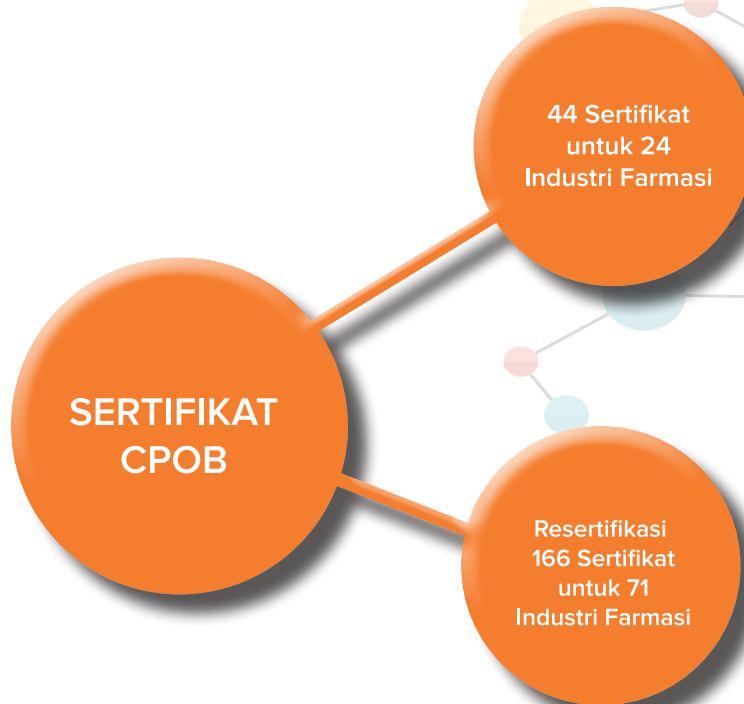 44 Sertifikat
untuk 24
Industri Farmasi
SERTIFIKAT
CPOB
Resertifikasi
166 Sertifikat
untuk 71
Industri Farmasi